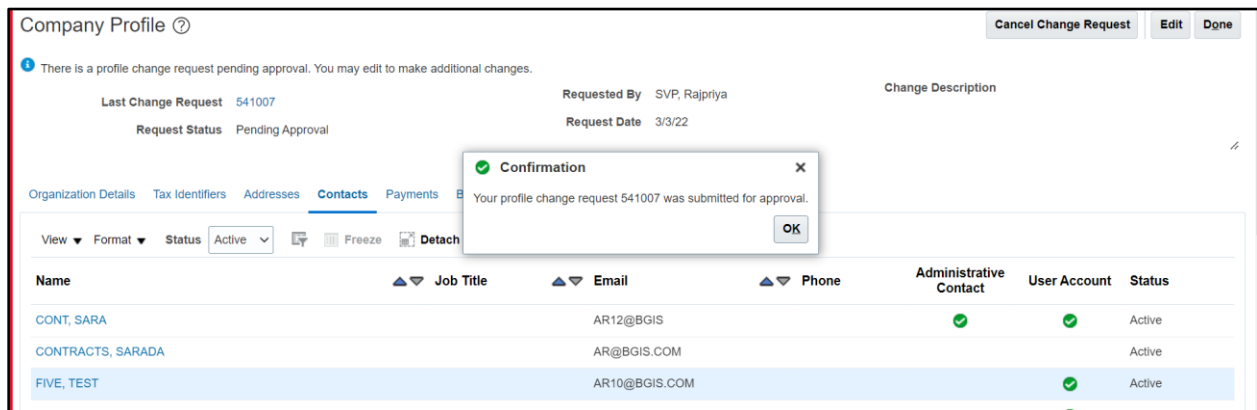 Company Profile
Cancel Change Request Edit Done
There is a profile change request pending approval. You may edit to make additional changes.
Last Change Request 541007
Requested By SVP, Rajpriya
Change Description
Request Status Pending Approval
Request Date 3/3/22
Confirmation
Your profile change request 541007 was submitted for approval.
OK
Organization Details Tax Identifiers Addresses Contacts Payments B
View Format Status Active Freeze Detach
Name Job Title Email Phone Administrative Contact User Account Status
CONT, SARA AR12@BGIS Active
CONTRACTS, SARADA AR@BGIS.COM Active
FIVE, TEST AR10@BGIS.COM Active